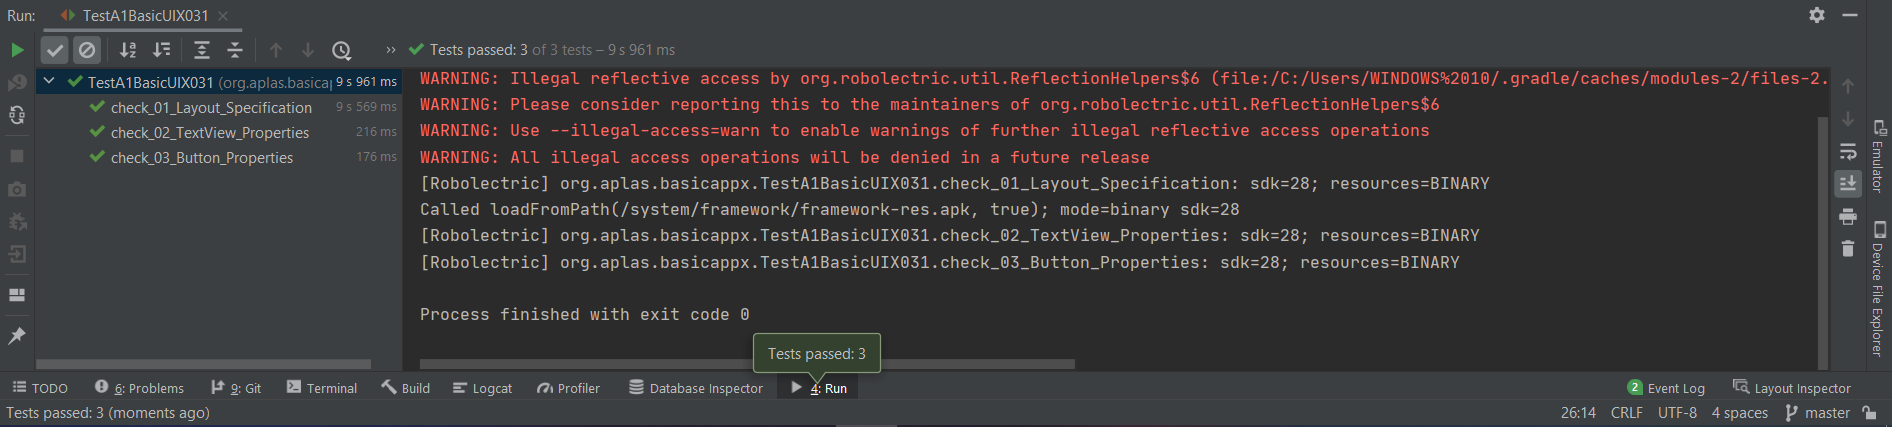 Run: TestA1BasicUIX031
Tests passed: 3 of 3 tests – 9 s 961 ms
TestA1BasicUIX031 (org.aplas.basicap 9 s 961 ms
check_01_Layout_Specification 9 s 569 ms
check_02_TextView_Properties 216 ms
check_03_Button_Properties 176 ms
WARNING: Illegal reflective access by org.robolectric.util.ReflectionHelpers$6 (file:/C:/Users/WINDOWS%2010/.gradle/caches/modules-2/files-2.
WARNING: Please consider reporting this to the maintainers of org.robolectric.util.ReflectionHelpers$6
WARNING: Use --illegal-access=warn to enable warnings of further illegal reflective access operations
WARNING: All illegal access operations will be denied in a future release
[Robolectric] org.aplas.basicappx.TestA1BasicUIX031.check_01_Layout_Specification: sdk=28; resources=BINARY
Called loadFromPath(/system/framework/framework-res.apk, true); mode=binary sdk=28
[Robolectric] org.aplas.basicappx.TestA1BasicUIX031.check_02_TextView_Properties: sdk=28; resources=BINARY
[Robolectric] org.aplas.basicappx.TestA1BasicUIX031.check_03_Button_Properties: sdk=28; resources=BINARY
Process finished with exit code 0
Tests passed: 3
Emulator
Device File Explorer
TODO 6: Problems 9: Git Terminal Build Logcat Profiler Database Inspector 4: Run 2 Event Log Layout Inspector
Tests passed: 3 (moments ago) 26:14 CRLF UTF-8 4 spaces master